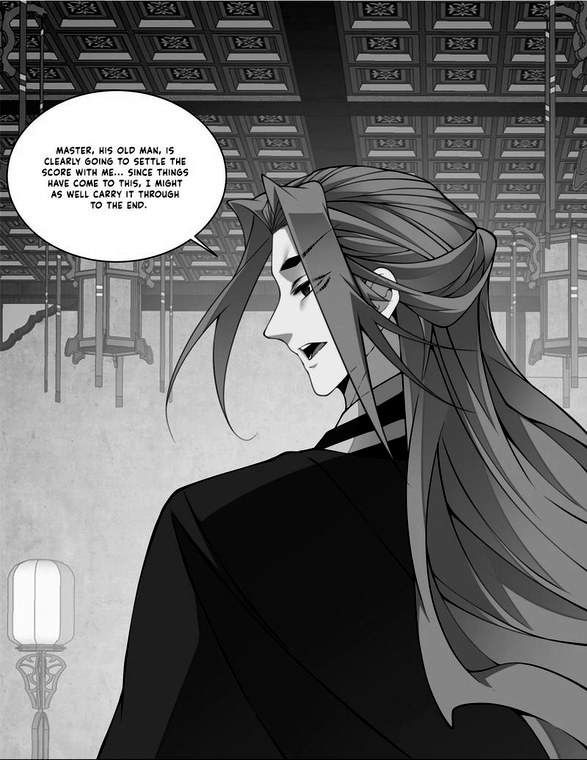 MASTER, HIS OLD MAN, IS
CLEARLY GOING TO SETTLE THE
SCORE WITH ME... SINCE THINGS
HAVE COME TO THIS, I MIGHT
AS WELL CARRY IT THROUGH
TO THE END.